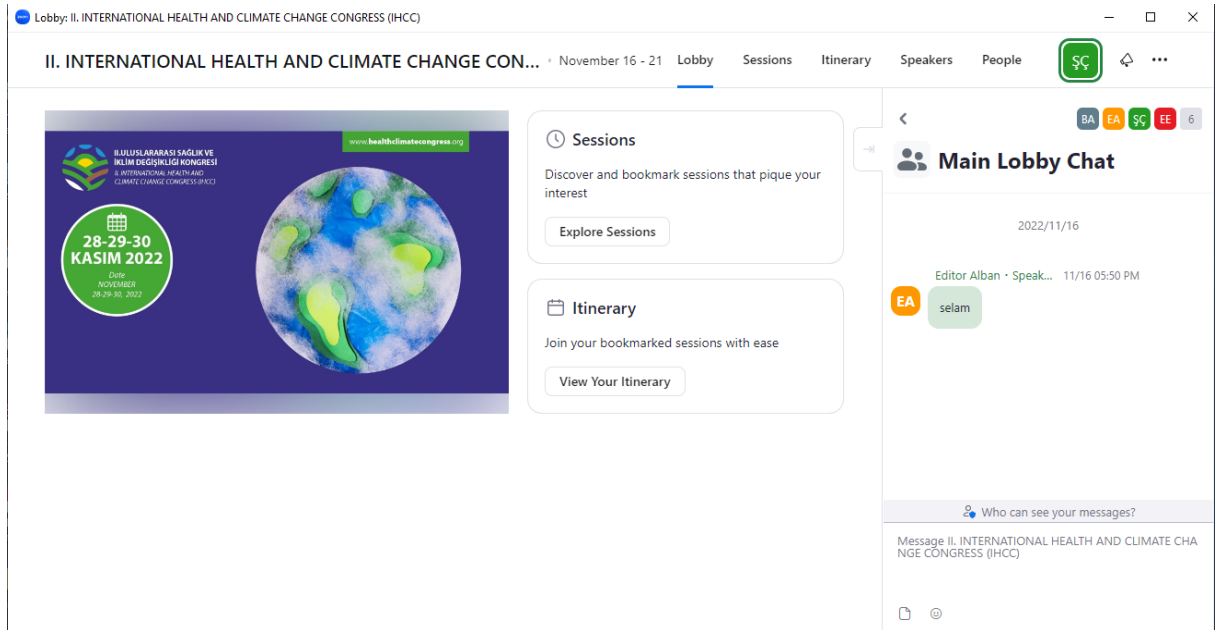 Lobby: II. INTERNATIONAL HEALTH AND CLIMATE CHANGE CONGRESS (IHCC)
II. INTERNATIONAL HEALTH AND CLIMATE CHANGE CON... • November 16 - 21 Lobby Sessions Itinerary Speakers People ŞÇ
www.healthclimatecongress.org
II.ULUSLARARASI SAĞLIK VE
İKLİM DEĞİŞİKLİĞİ KONGRESİ
II. INTERNATIONAL HEALTH AND
CLIMATE CHANGE CONGRESS (IHCC)
28-29-30
KASIM 2022
Date
NOVEMBER
28-29-30, 2022
Sessions
Discover and bookmark sessions that pique your
interest
Explore Sessions
Itinerary
Join your bookmarked sessions with ease
View Your Itinerary
BA EA ŞÇ EE 6
Main Lobby Chat
2022/11/16
Editor Alban • Speak... 11/16 05:50 PM
EA
selam
Who can see your messages?
Message II. INTERNATIONAL HEALTH AND CLIMATE CHA
NGE CONGRESS (IHCC)